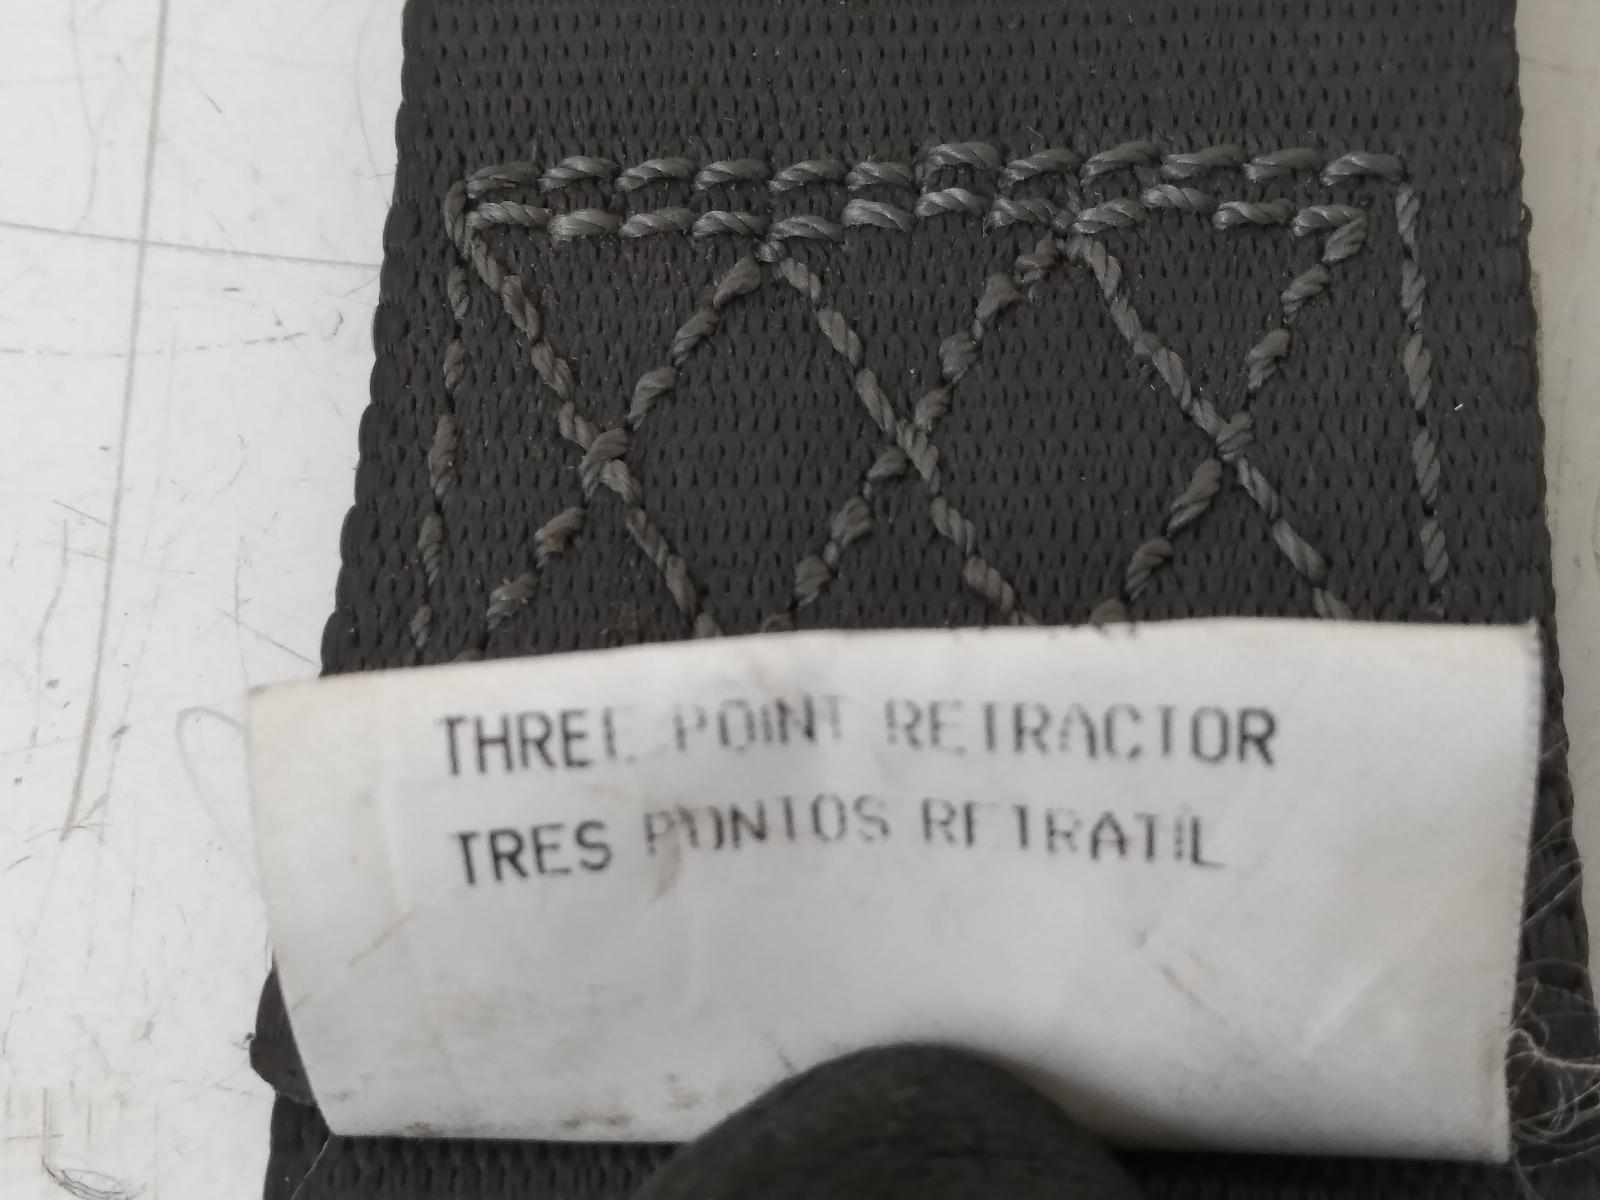 THREE POINT RETRACTOR
TRES PONTOS RETRATIL